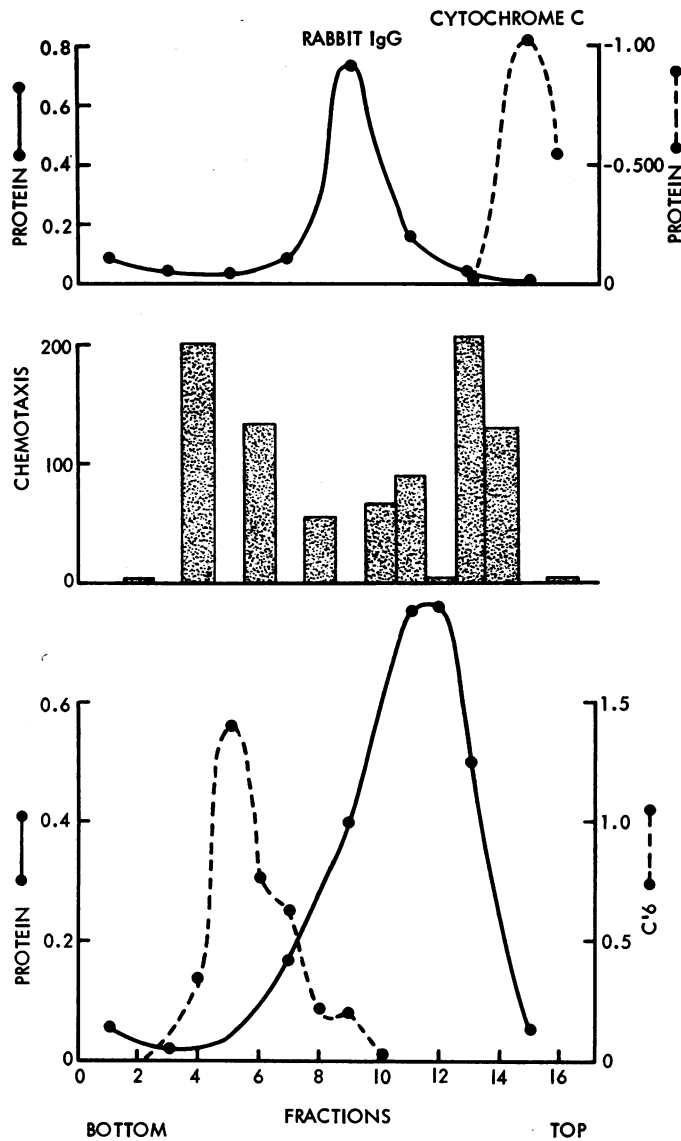 CYTOCHROME C
RABBIT IgG
0.8
0.6
0.4
0.2
0
PROTEIN
-1.00
-0.500
0
PROTEIN
200
100
0
CHEMOTAXIS
0.6
0.4
0.2
0
PROTEIN
1.5
1.0
0.5
0
C'6
0 2 4 6 8 10 12 14 16
BOTTOM FRACTIONS TOP